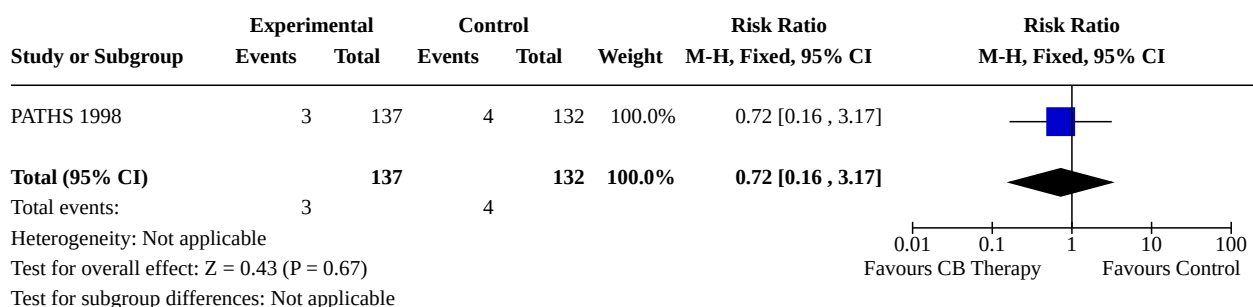 Experimental Control Risk Ratio Risk Ratio
Study or Subgroup Events Total Events Total Weight M-H, Fixed, 95% CI M-H, Fixed, 95% CI
PATHS 1998 3 137 4 132 100.0% 0.72 [0.16 , 3.17]
Total (95% CI) 137 132 100.0% 0.72 [0.16 , 3.17]
Total events: 3 4
Heterogeneity: Not applicable 0.01 0.1 1 10 100
Test for overall effect: Z = 0.43 (P = 0.67) Favours CB Therapy Favours Control
Test for subgroup differences: Not applicable